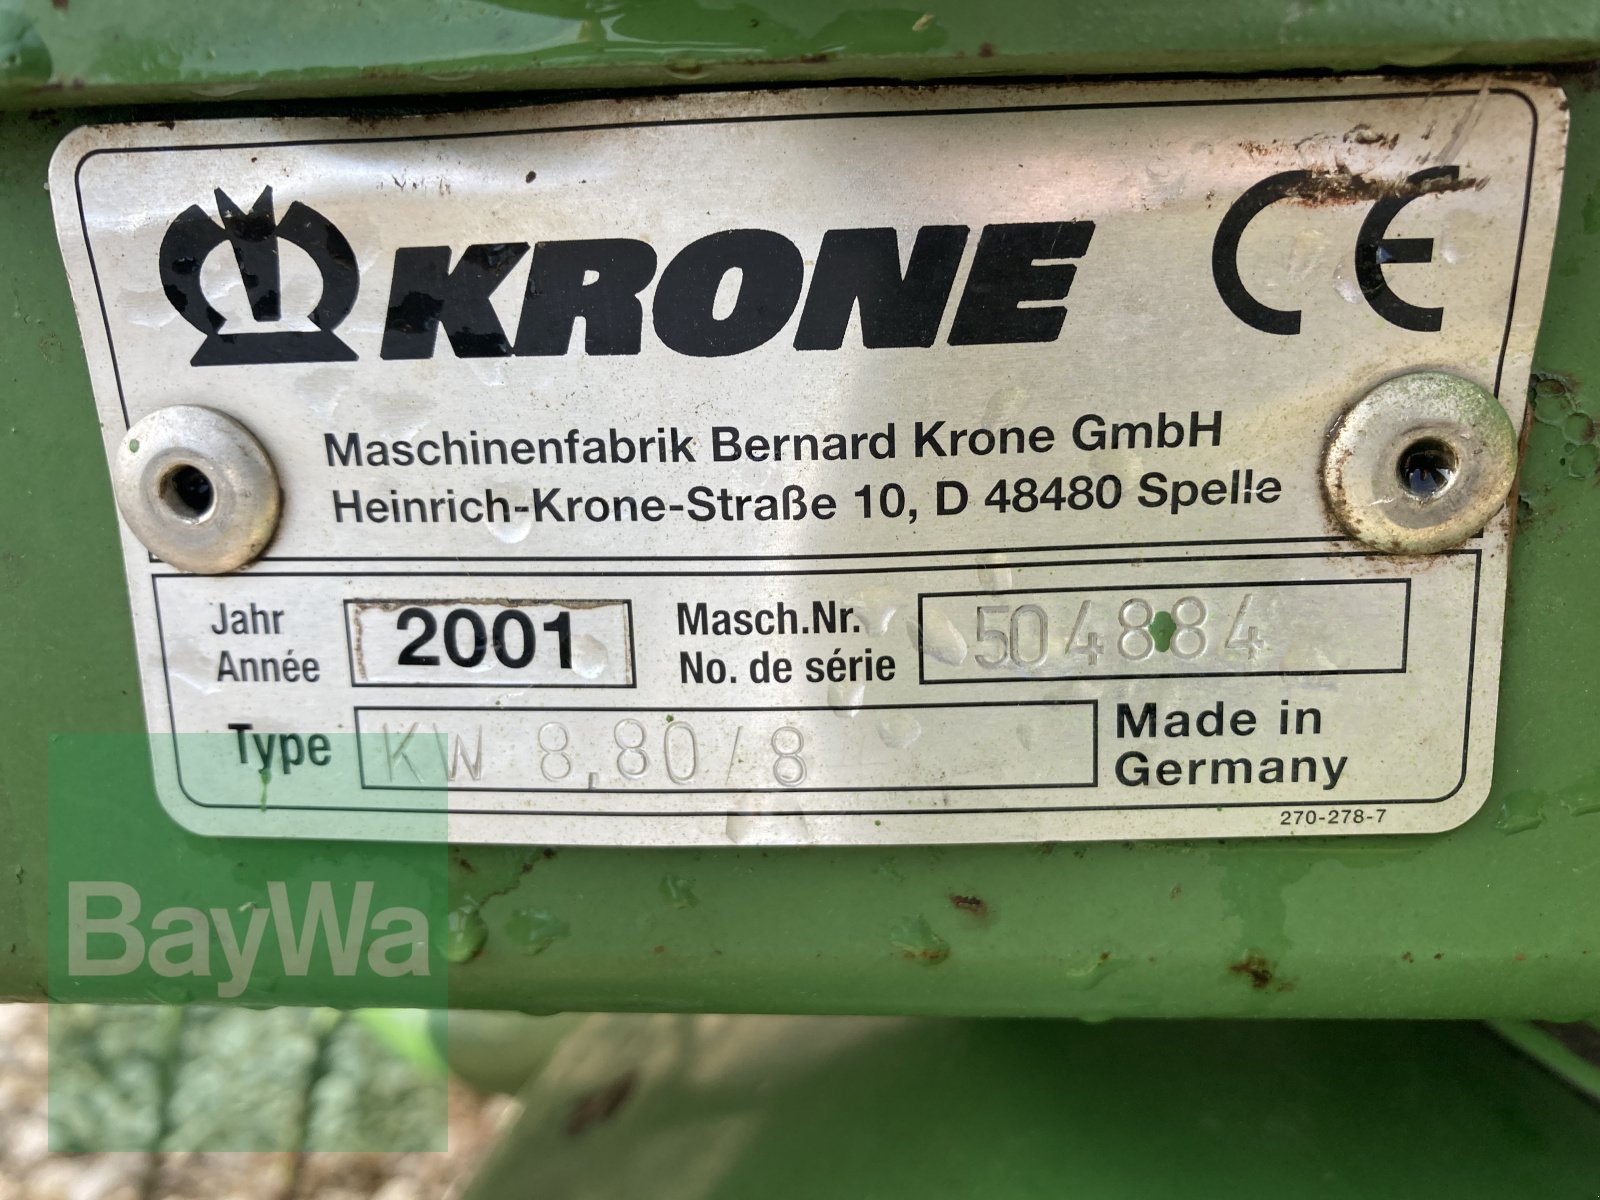 KRONE CE
Maschinenfabrik Bernard Krone GmbH
Heinrich-Krone-Straße 10, D 48480 Spelle
Jahr
Année
2001
Masch.Nr.
No. de série
504884
Type
KW 8,80/8
Made in
Germany
270-278-7
BayWa